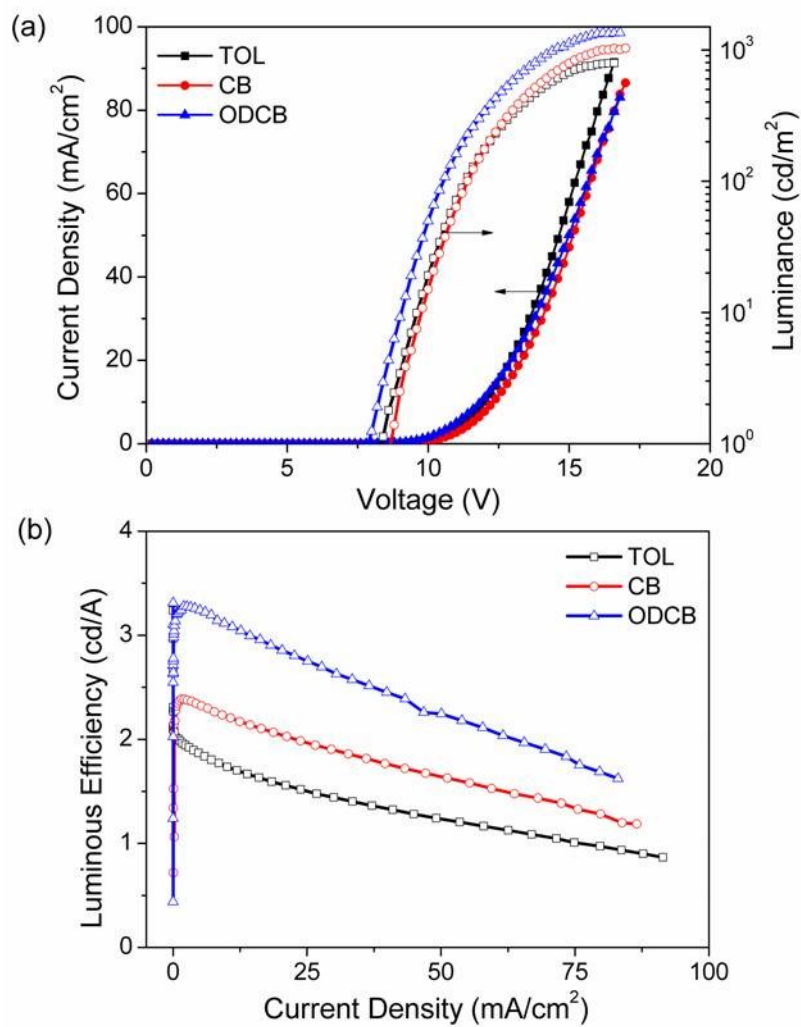 (a)
100
80
60
40
20
0
Current Density (mA/cm²)
TOL
CB
ODCB
10³
10²
10¹
10⁰
Luminance (cd/m²)
0 5 10 15 20
Voltage (V)
(b)
4
3
2
1
0
Luminous Efficiency (cd/A)
TOL
CB
ODCB
0 25 50 75 100
Current Density (mA/cm²)